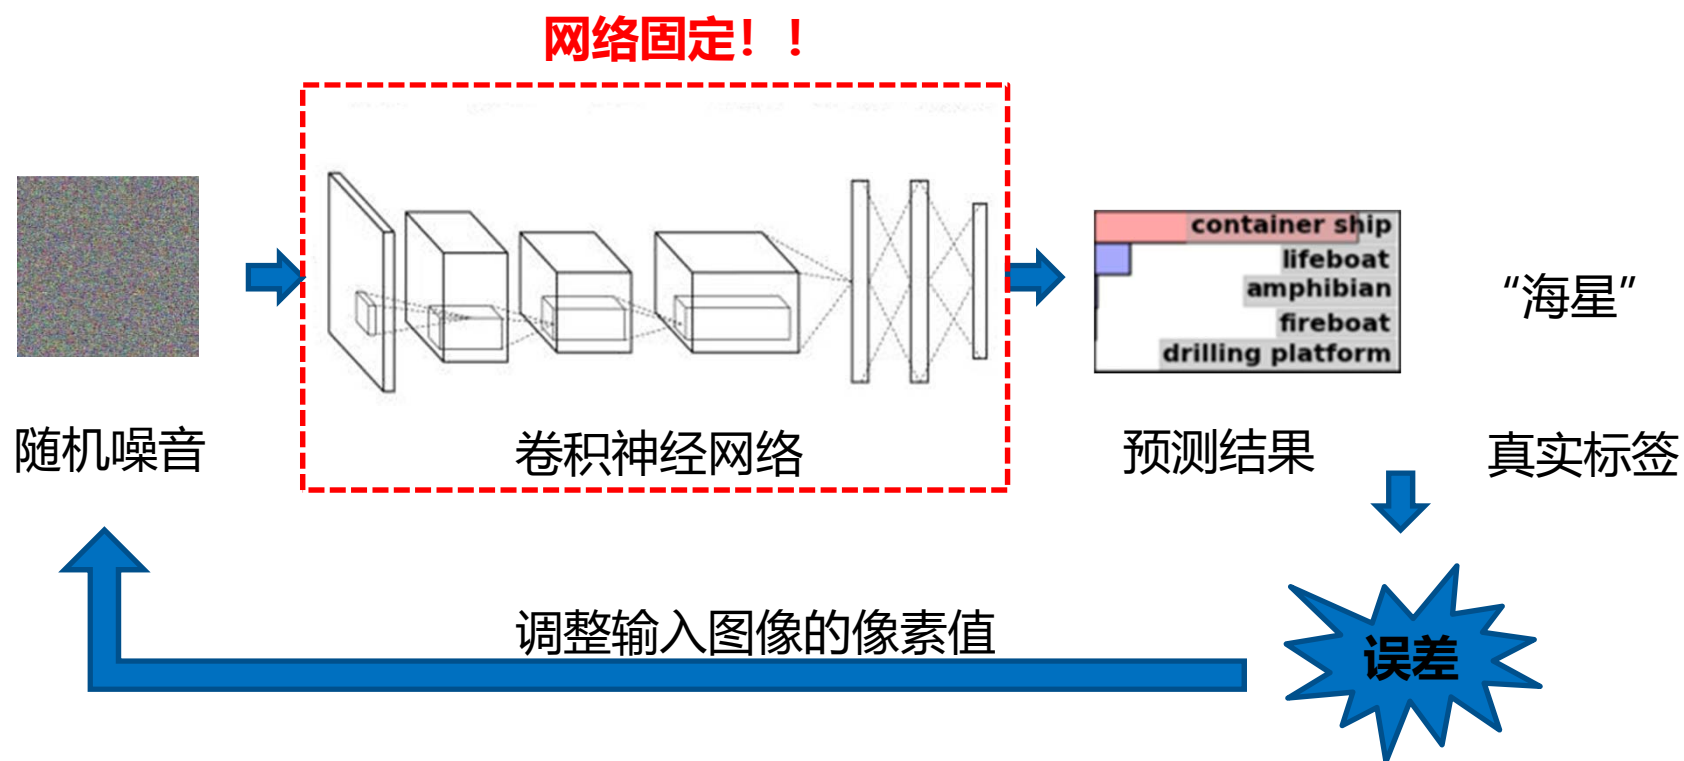 网络固定！！
container ship
lifeboat
amphibian
fireboat
drilling platform
“海星”
随机噪音
卷积神经网络
预测结果
真实标签
调整输入图像的像素值
误差